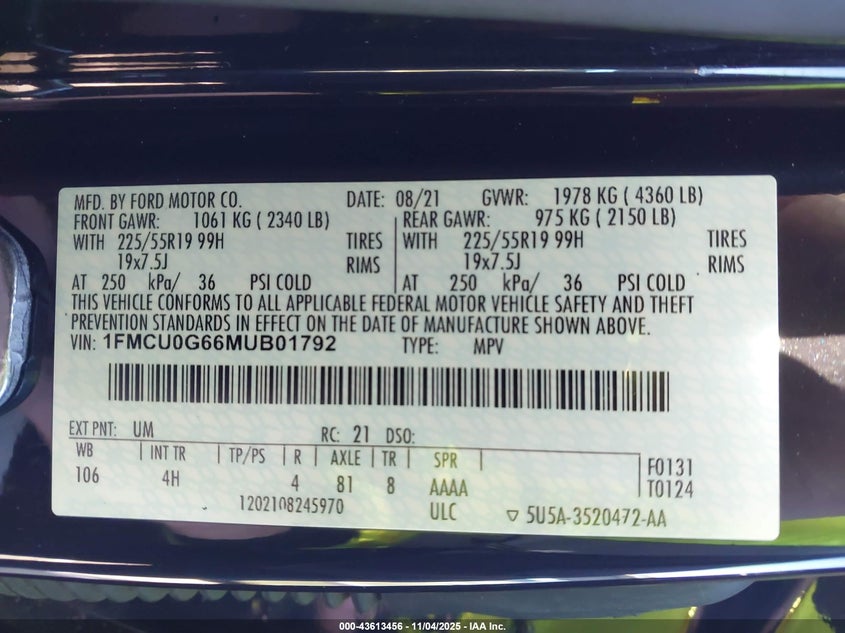 MFD. BY FORD MOTOR CO. DATE: 08/21 GVWR: 1978 KG ( 4360 LB)
FRONT GAWR: 1061 KG ( 2340 LB) REAR GAWR: 975 KG ( 2150 LB)
WITH 225/55R19 99H TIRES WITH 225/55R19 99H TIRES
19x7.5J RIMS 19x7.5J RIMS
AT 250 kPa/ 36 PSI COLD AT 250 kPa/ 36 PSI COLD
THIS VEHICLE CONFORMS TO ALL APPLICABLE FEDERAL MOTOR VEHICLE SAFETY AND THEFT
PREVENTION STANDARDS IN EFFECT ON THE DATE OF MANUFACTURE SHOWN ABOVE.
VIN: 1FMCU0G66MUB01792 TYPE: MPV
EXT PNT: UM RC: 21 DSO:
WB INT TR TP/PS R AXLE TR SPR F0131
106 4H 4 81 8 AAAA T0124
1202108245970 ULC ▽ 5U5A-3520472-AA
000-43613456 - 11/04/2025 - IAA Inc.